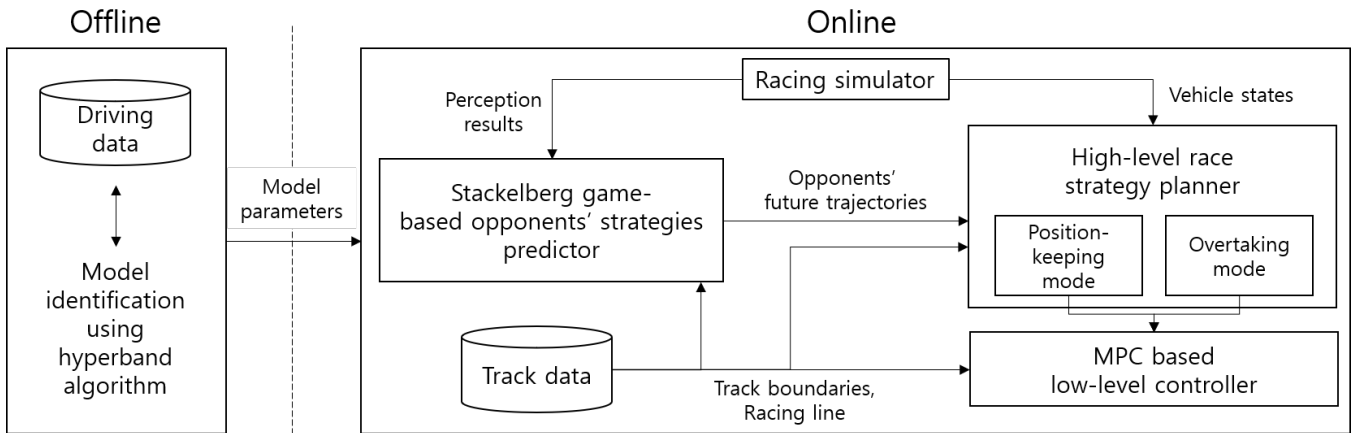 Offline
Online
Driving
data
Model
identification
using
hyperband
algorithm
Model
parameters
Racing simulator
Perception
results
Vehicle states
Stackelberg game-
based opponents’ strategies
predictor
Opponents’
future trajectories
High-level race
strategy planner
Position-
keeping
mode
Overtaking
mode
Track data
Track boundaries,
Racing line
MPC based
low-level controller